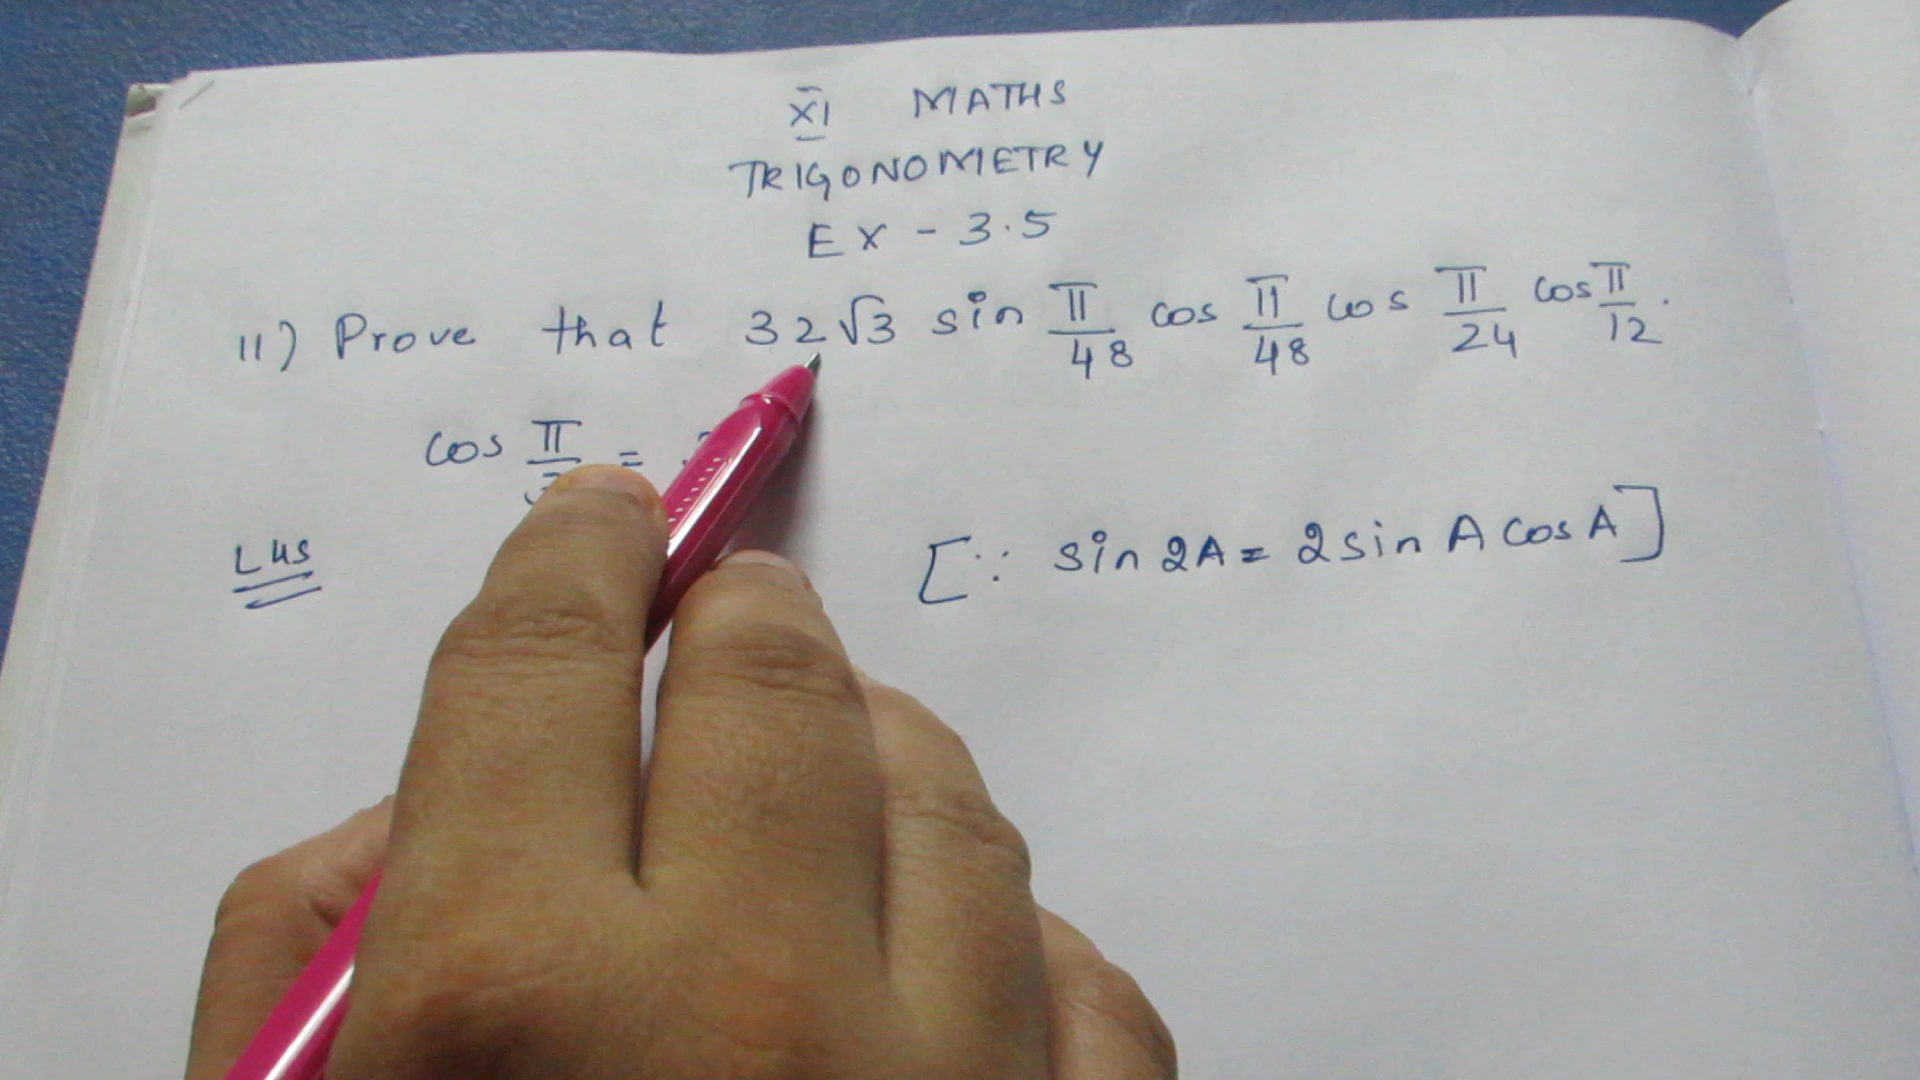 XI MATHS
TRIGONOMETRY
EX - 3.5
11) Prove that 32√3 sin π/48 cos π/48 cos π/24 cos π/12 .
cos π/ =
LHS [∵ sin 2A = 2 sin A cos A]